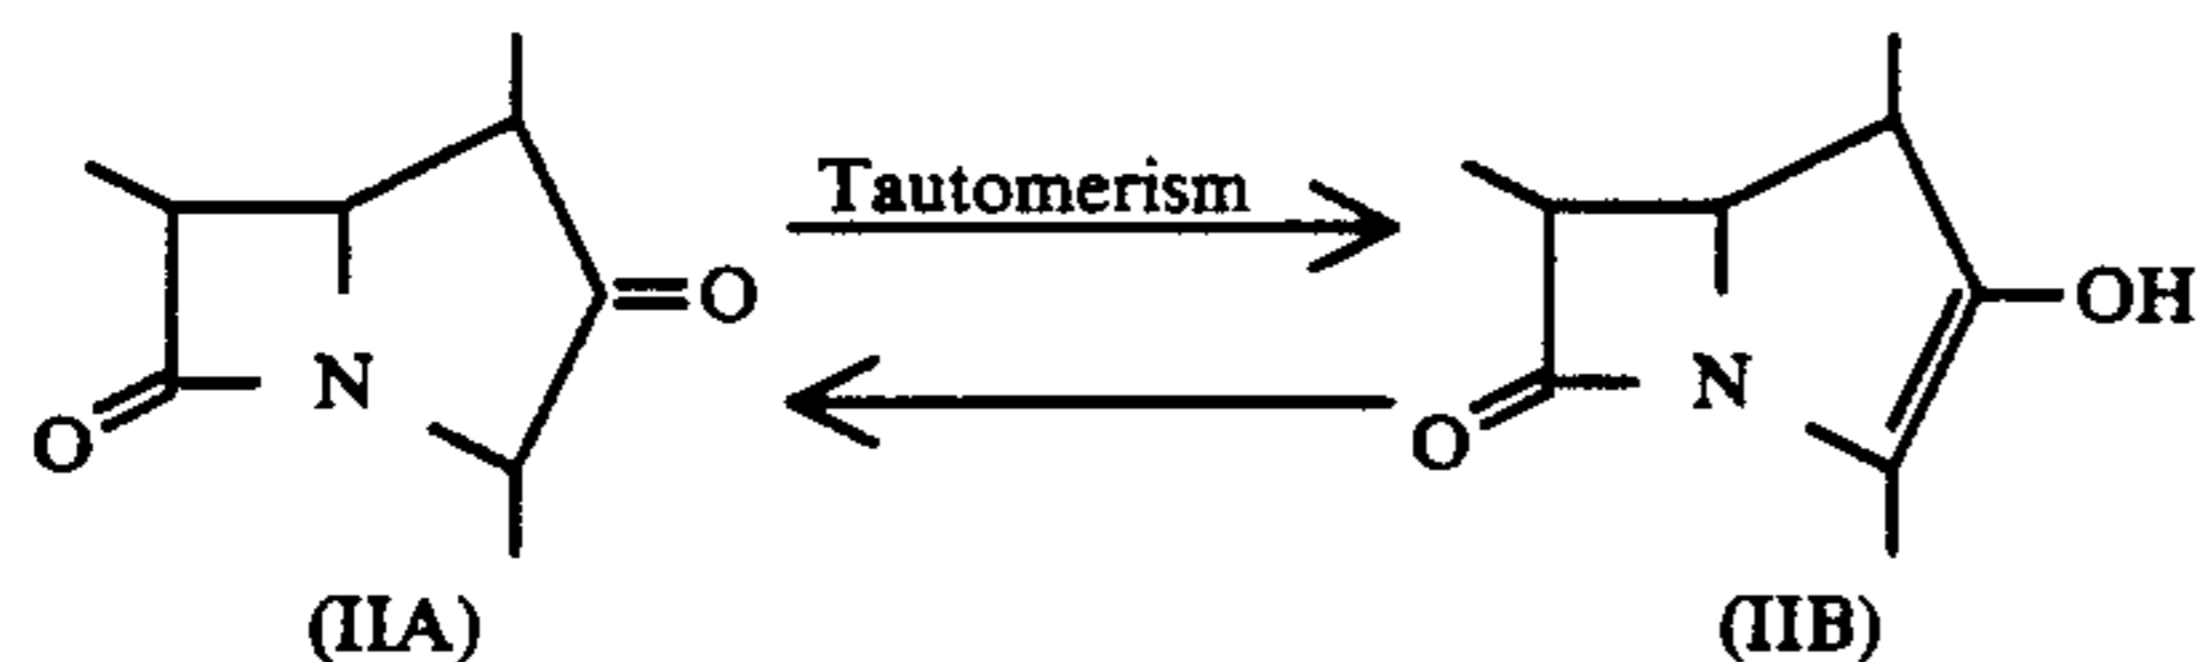 Tautomerism
O
OH
N
N
O
O
(IIA)
(IIB)